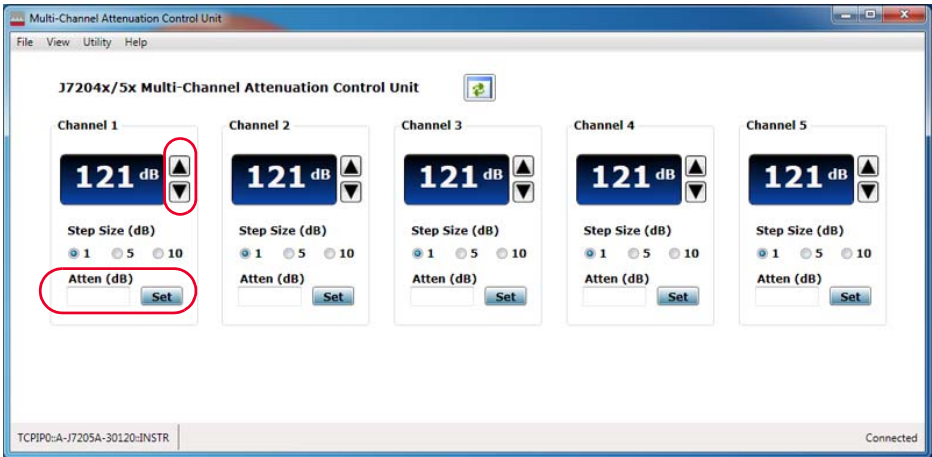 Multi-Channel Attenuation Control Unit
File View Utility Help
J7204x/5x Multi-Channel Attenuation Control Unit
Channel 1 Channel 2 Channel 3 Channel 4 Channel 5
121 dB 121 dB 121 dB 121 dB 121 dB
Step Size (dB) Step Size (dB) Step Size (dB) Step Size (dB) Step Size (dB)
1 5 10 1 5 10 1 5 10 1 5 10 1 5 10
Atten (dB) Atten (dB) Atten (dB) Atten (dB) Atten (dB)
Set Set Set Set Set
TCPIP0::A-J7205A-30120::INSTR Connected